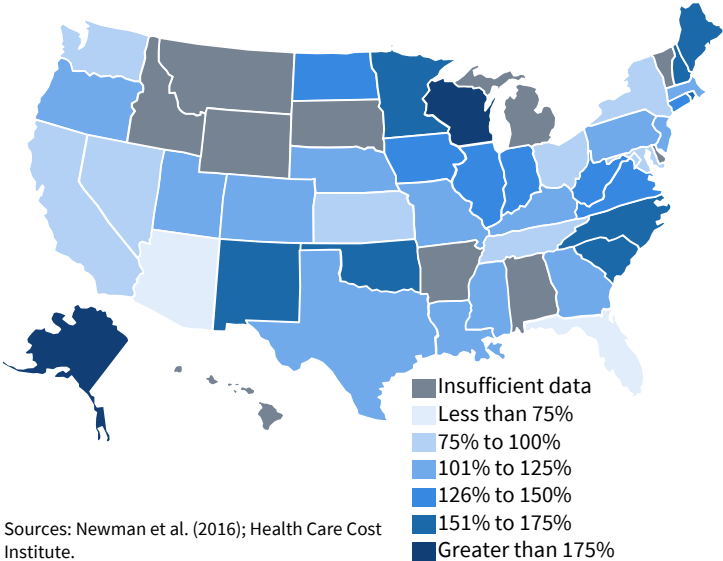 Insufficient data
Less than 75%
75% to 100%
101% to 125%
126% to 150%
151% to 175%
Greater than 175%
Sources: Newman et al. (2016); Health Care Cost
Institute.